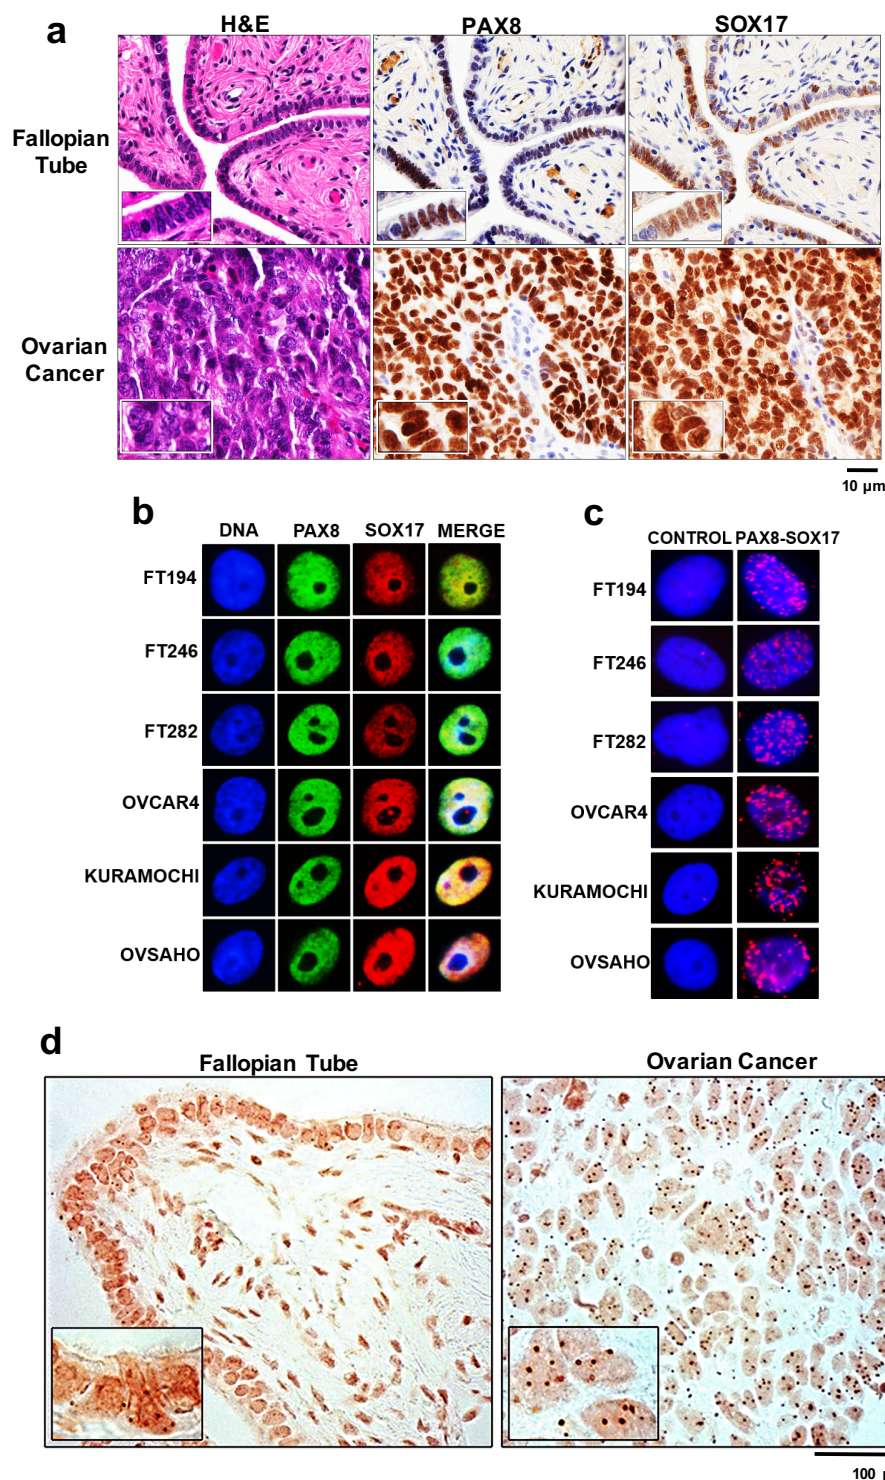 a
H&E
PAX8
SOX17
Fallopian
Tube
Ovarian
Cancer
10 µm
b
DNA
PAX8
SOX17
MERGE
FT194
FT246
FT282
OVCAR4
KURAMOCHI
OVSAHO
c
CONTROL
PAX8-SOX17
FT194
FT246
FT282
OVCAR4
KURAMOCHI
OVSAHO
d
Fallopian Tube
Ovarian Cancer
100